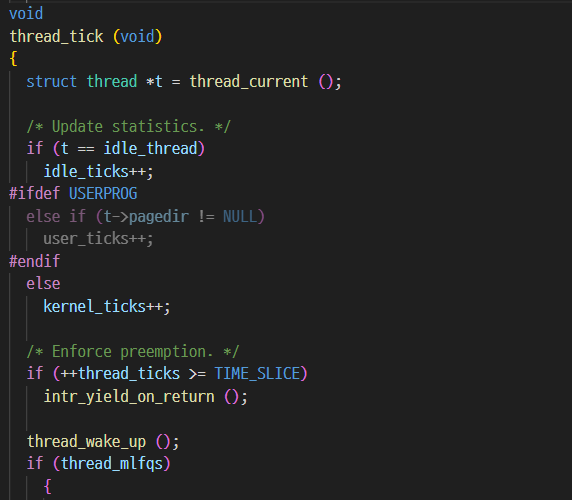 void
thread_tick (void)
{
  struct thread *t = thread_current ();

  /* Update statistics. */
  if (t == idle_thread)
    idle_ticks++;
#ifdef USERPROG
  else if (t->pagedir != NULL)
    user_ticks++;
#endif
  else
    kernel_ticks++;

  /* Enforce preemption. */
  if (++thread_ticks >= TIME_SLICE)
    intr_yield_on_return ();

  thread_wake_up ();
  if (thread_mlfqs)
    {